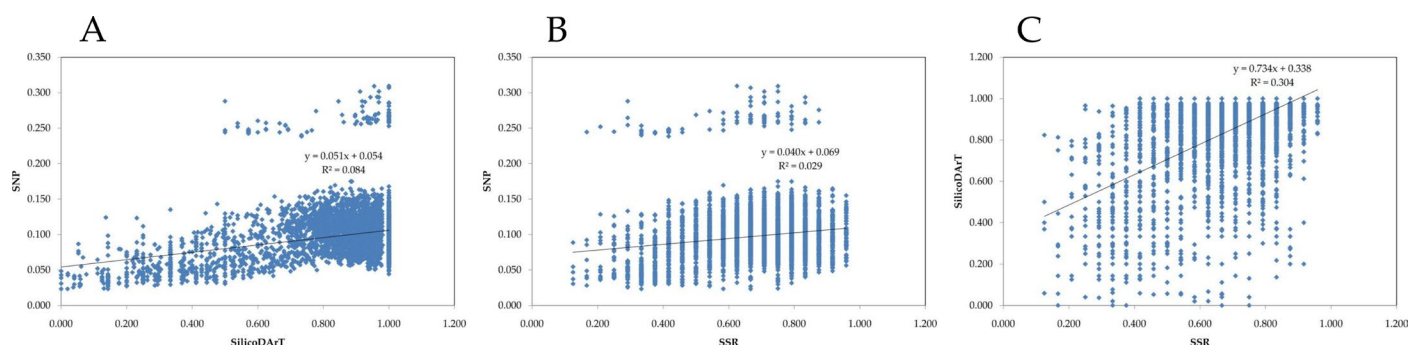 A
0.350
0.300
0.250
0.200
0.150
0.100
0.050
0.000
SNP
y = 0.051x + 0.054
R² = 0.084
0.000 0.200 0.400 0.600 0.800 1.000 1.200
SilicoDArT
B
0.350
0.300
0.250
0.200
0.150
0.100
0.050
0.000
SNP
y = 0.040x + 0.069
R² = 0.029
0.000 0.200 0.400 0.600 0.800 1.000 1.200
SSR
C
1.200
1.000
0.800
0.600
0.400
0.200
0.000
SilicoDArT
y = 0.734x + 0.338
R² = 0.304
0.000 0.200 0.400 0.600 0.800 1.000 1.200
SSR